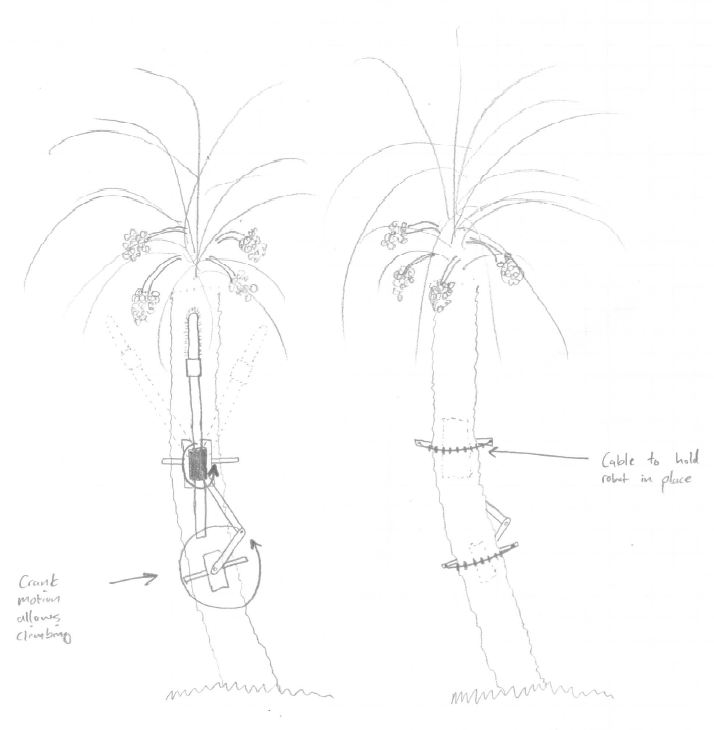 Cable to hold
robot in place
Crank
motion
allows
climbing